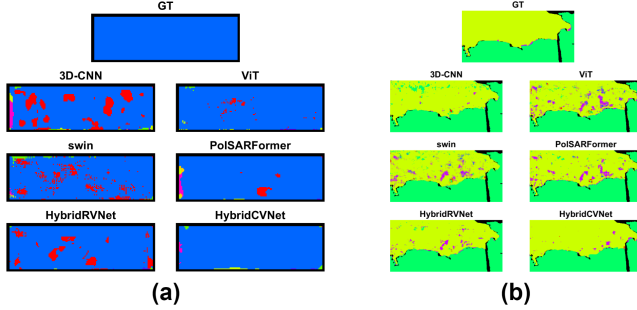 GT
GT
3D-CNN
ViT
3D-CNN
ViT
swin
PolSARFormer
swin
PolSARFormer
HybridRVNet
HybridCVNet
HybridRVNet
HybridCVNet
(a)
(b)